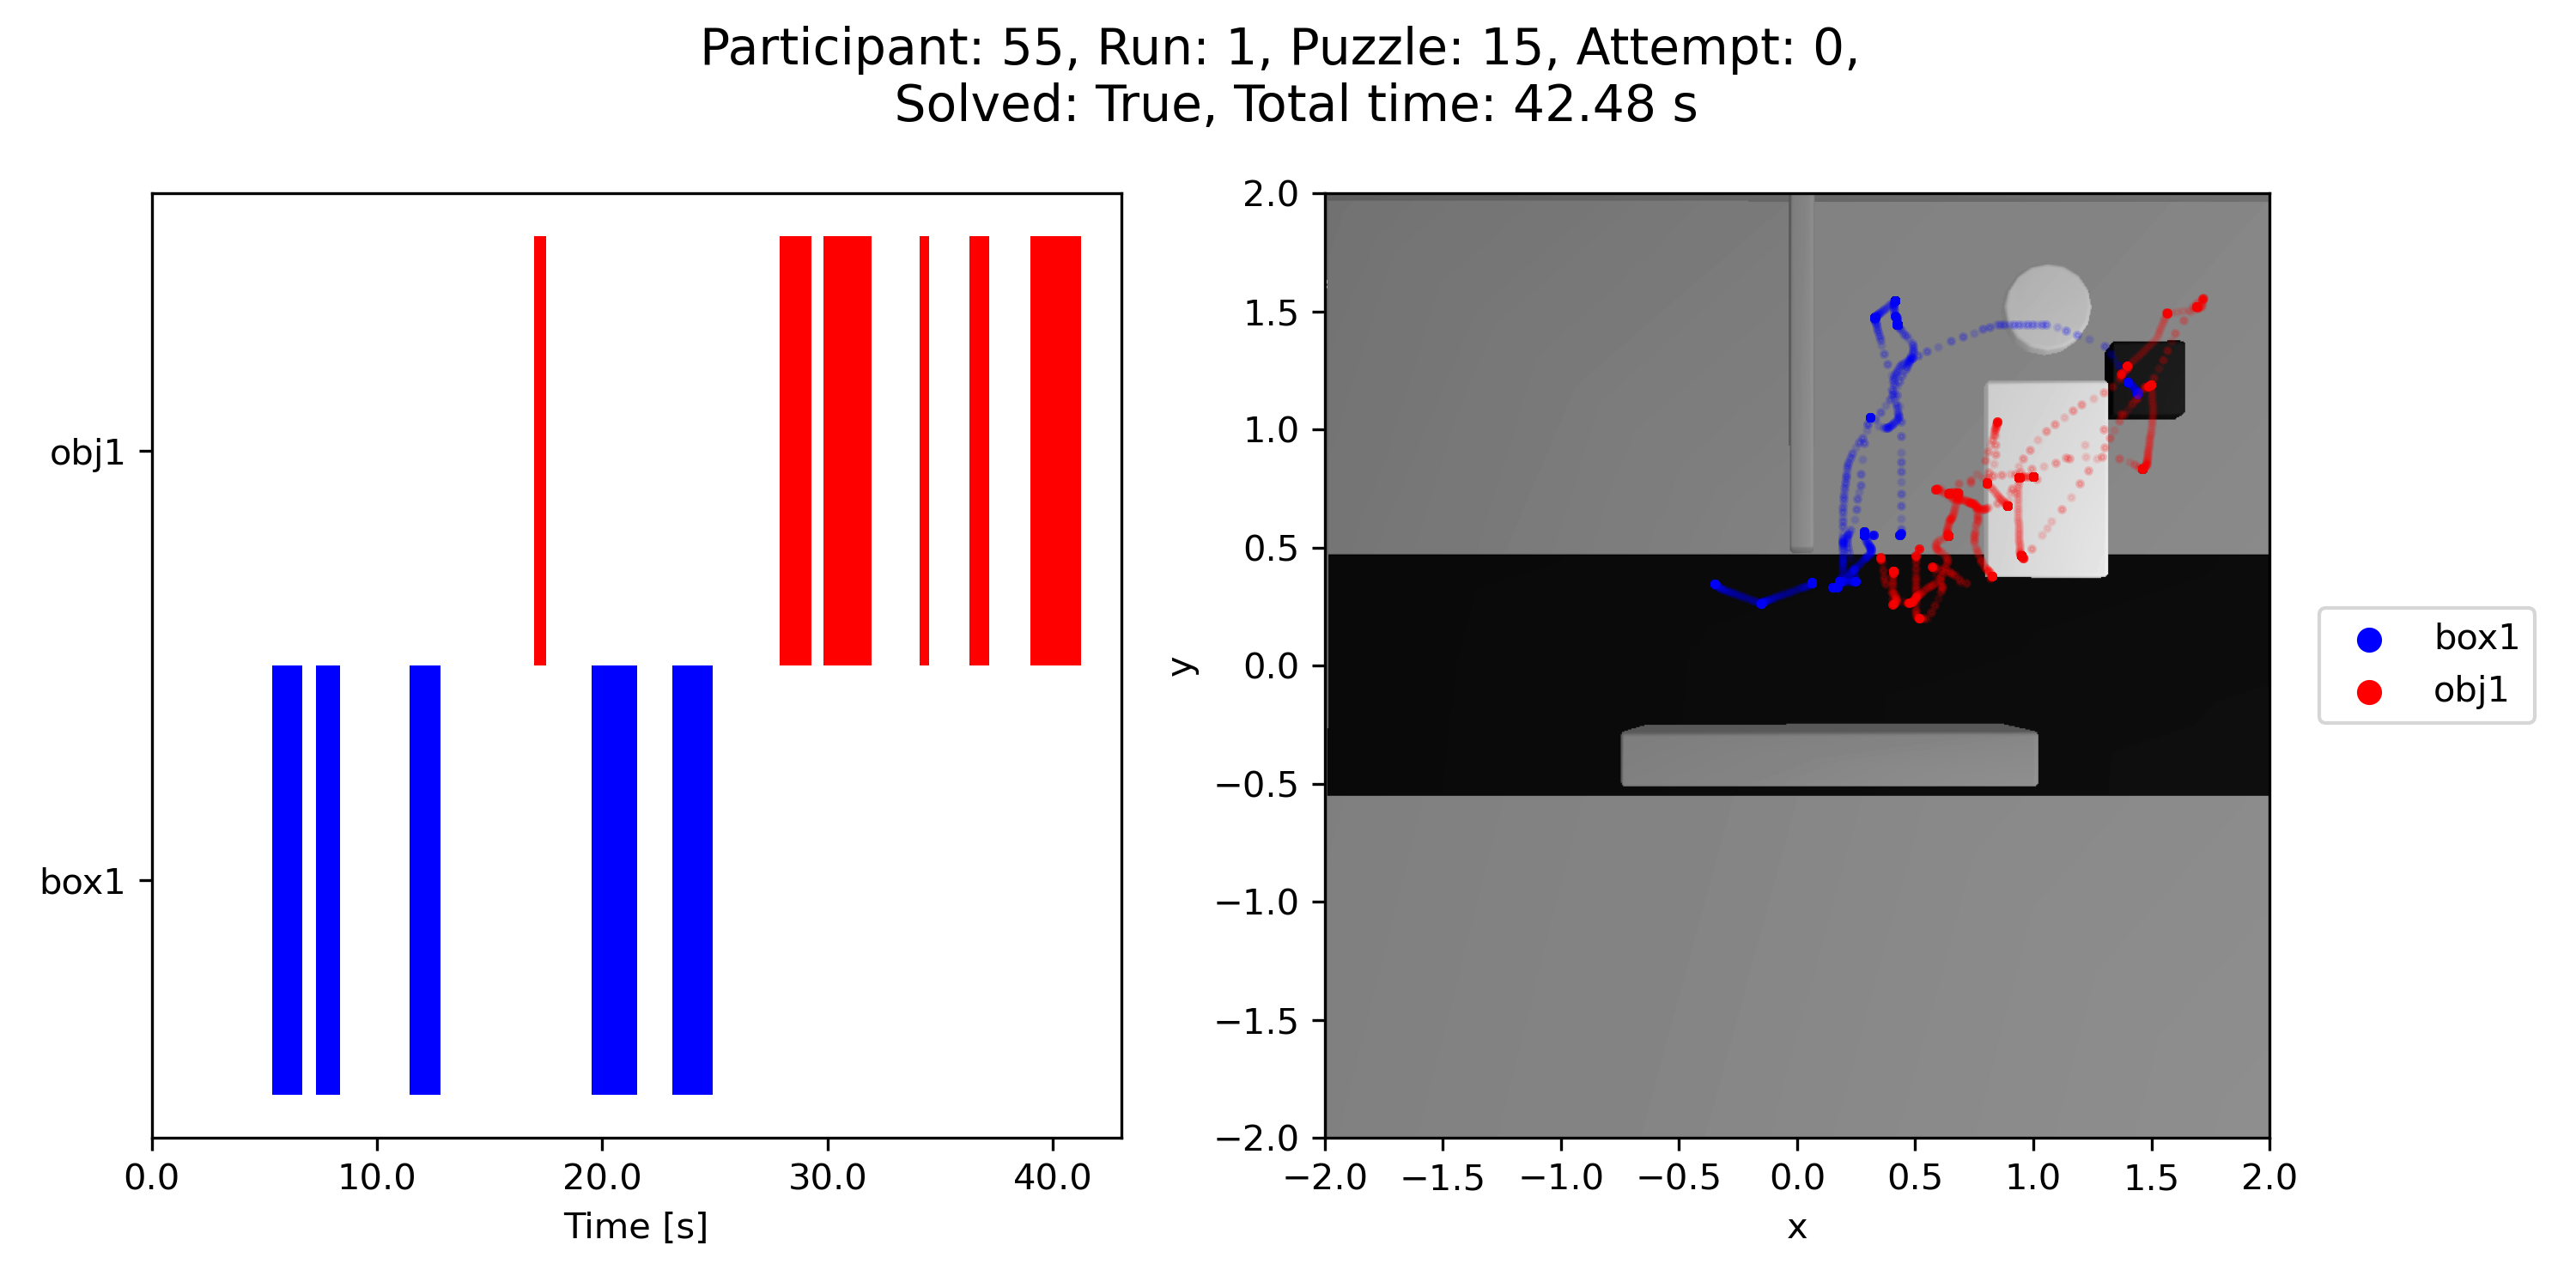 Participant: 55, Run: 1, Puzzle: 15, Attempt: 0,
Solved: True, Total time: 42.48 s
obj1
box1
0.0 10.0 20.0 30.0 40.0
Time [s]
2.0
1.5
1.0
0.5
0.0
−0.5
−1.0
−1.5
−2.0
y
−2.0 −1.5 −1.0 −0.5 0.0 0.5 1.0 1.5 2.0
x
box1
obj1